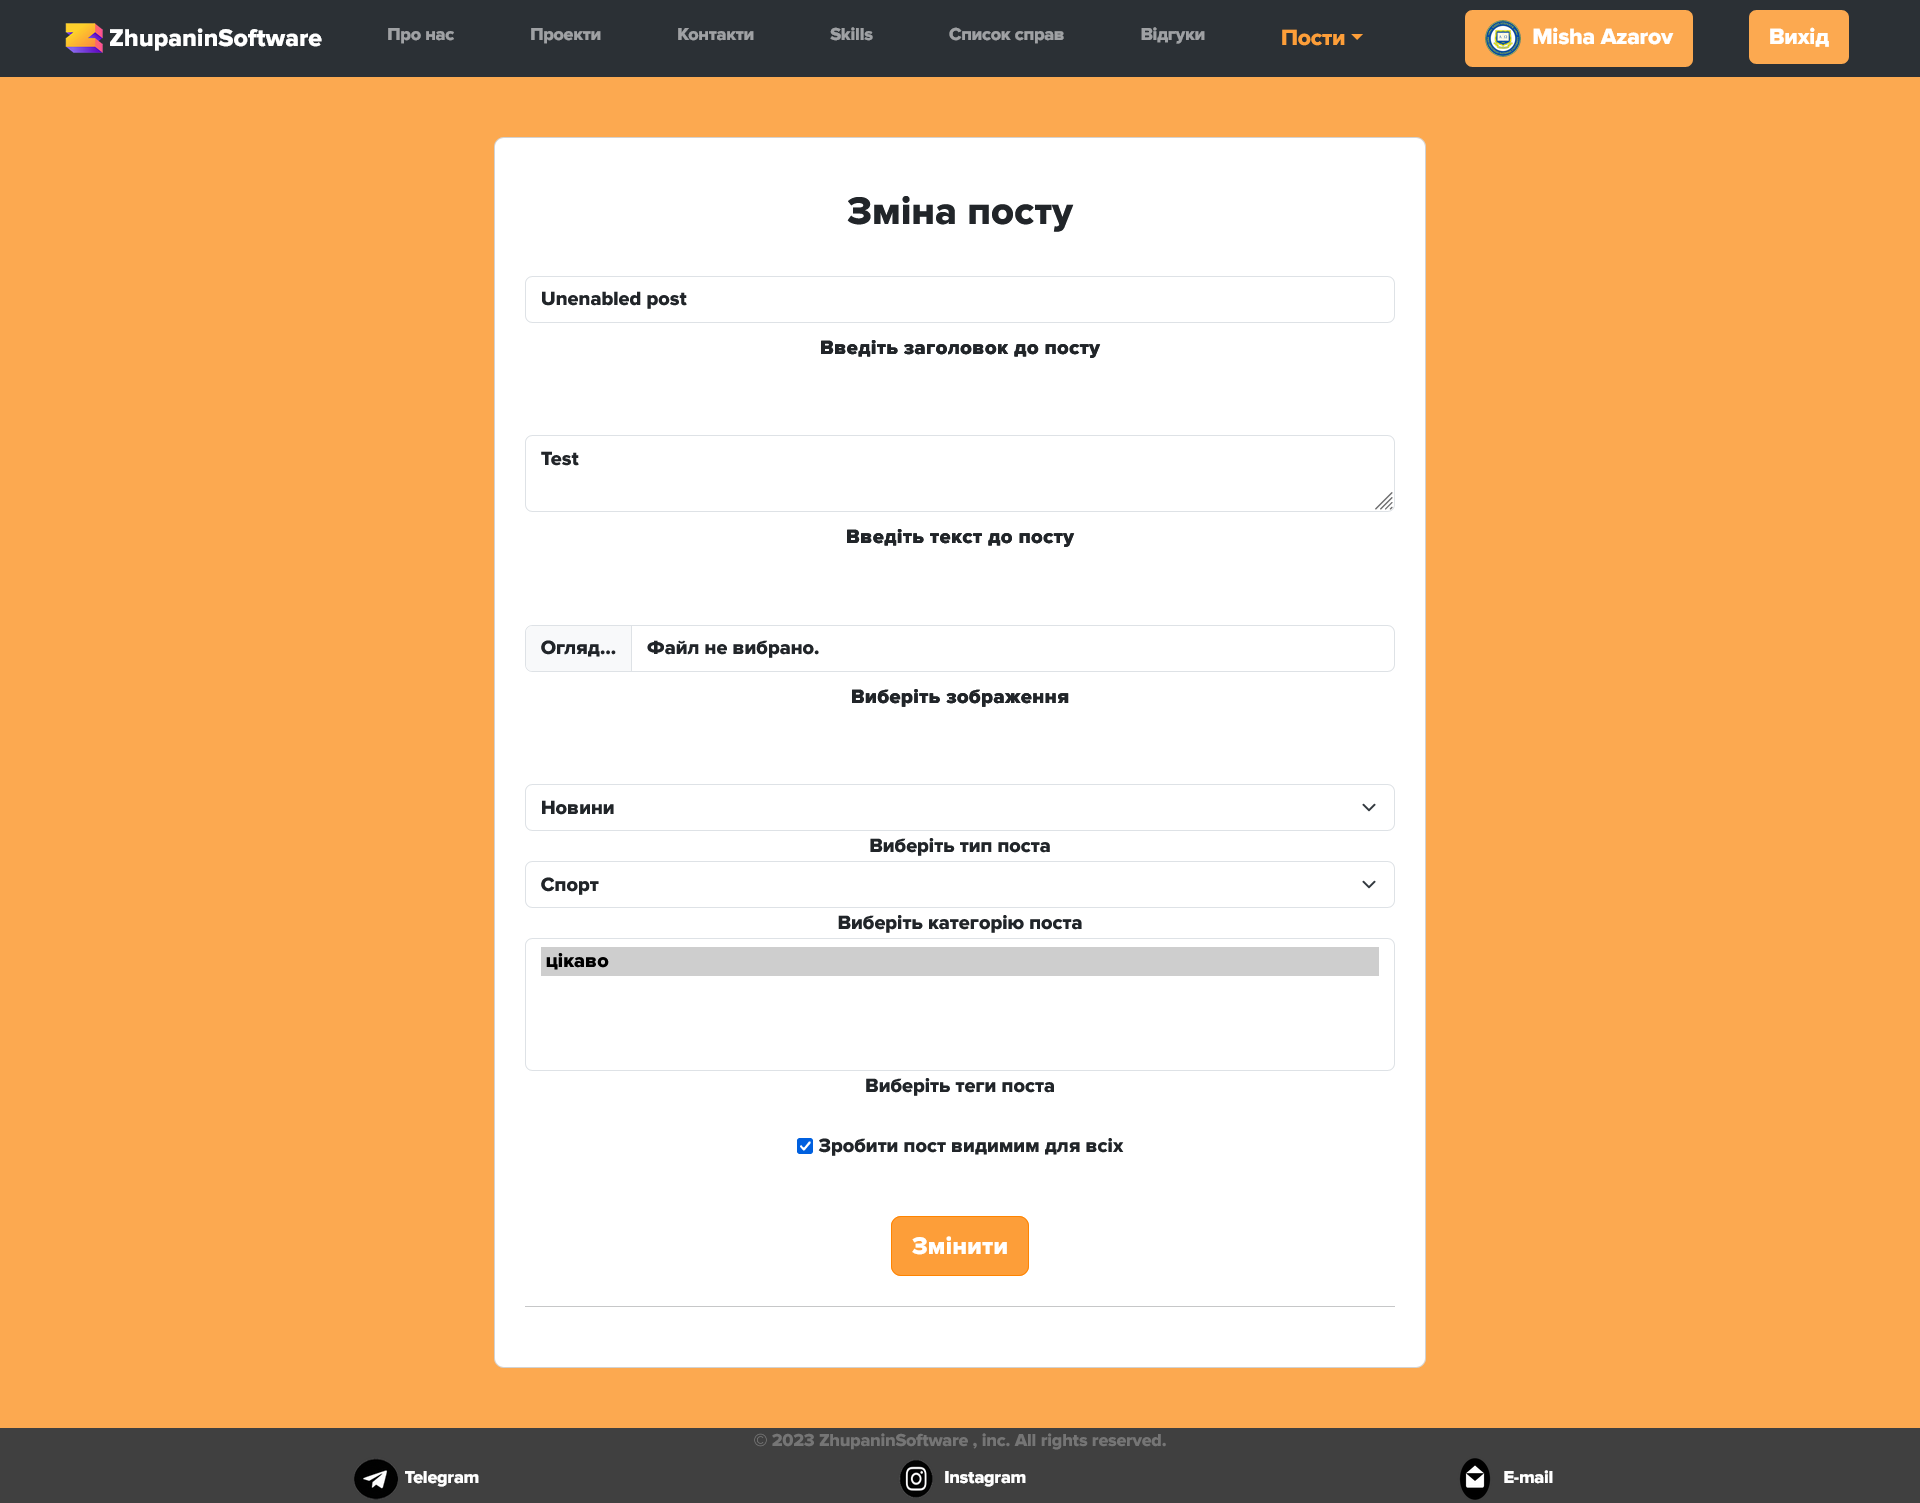 ZhupaninSoftware
Про нас
Проекти
Контакти
Skills
Список справ
Відгуки
Пости
Misha Azarov
Вихід
Зміна посту
Unenabled post
Введіть заголовок до посту
Test
Введіть текст до посту
Огляд... Файл не вибрано.
Виберіть зображення
Новини
Виберіть тип поста
Спорт
Виберіть категорію поста
цікаво
Виберіть теги поста
Зробити пост видимим для всіх
Змінити
© 2023 ZhupaninSoftware , inc. All rights reserved.
Telegram
Instagram
E-mail